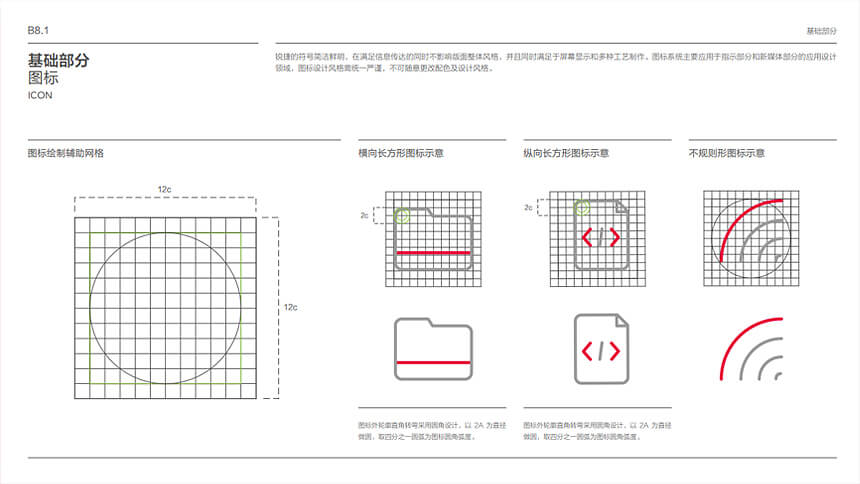 B8.1
基础部分
基础部分
图标
ICON
锐捷的符号简洁鲜明，在满足信息传达的同时不影响版面整体风格，并且同时满足于屏幕显示和多种工艺制作。图标系统主要应用于指示部分和新媒体部分的应用设计
领域，图标设计风格需统一严谨，不可随意更改配色及设计风格。
图标绘制辅助网格
横向长方形图标示意
纵向长方形图标示意
不规则形图标示意
12c
12c
2c
2c
</>
图标外轮廓直角转弯采用圆角设计，以 2A 为直径
做圆，取四分之一圆弧为图标圆角弧度。
图标外轮廓直角转弯采用圆角设计，以 2A 为直径
做圆，取四分之一圆弧为图标圆角弧度。